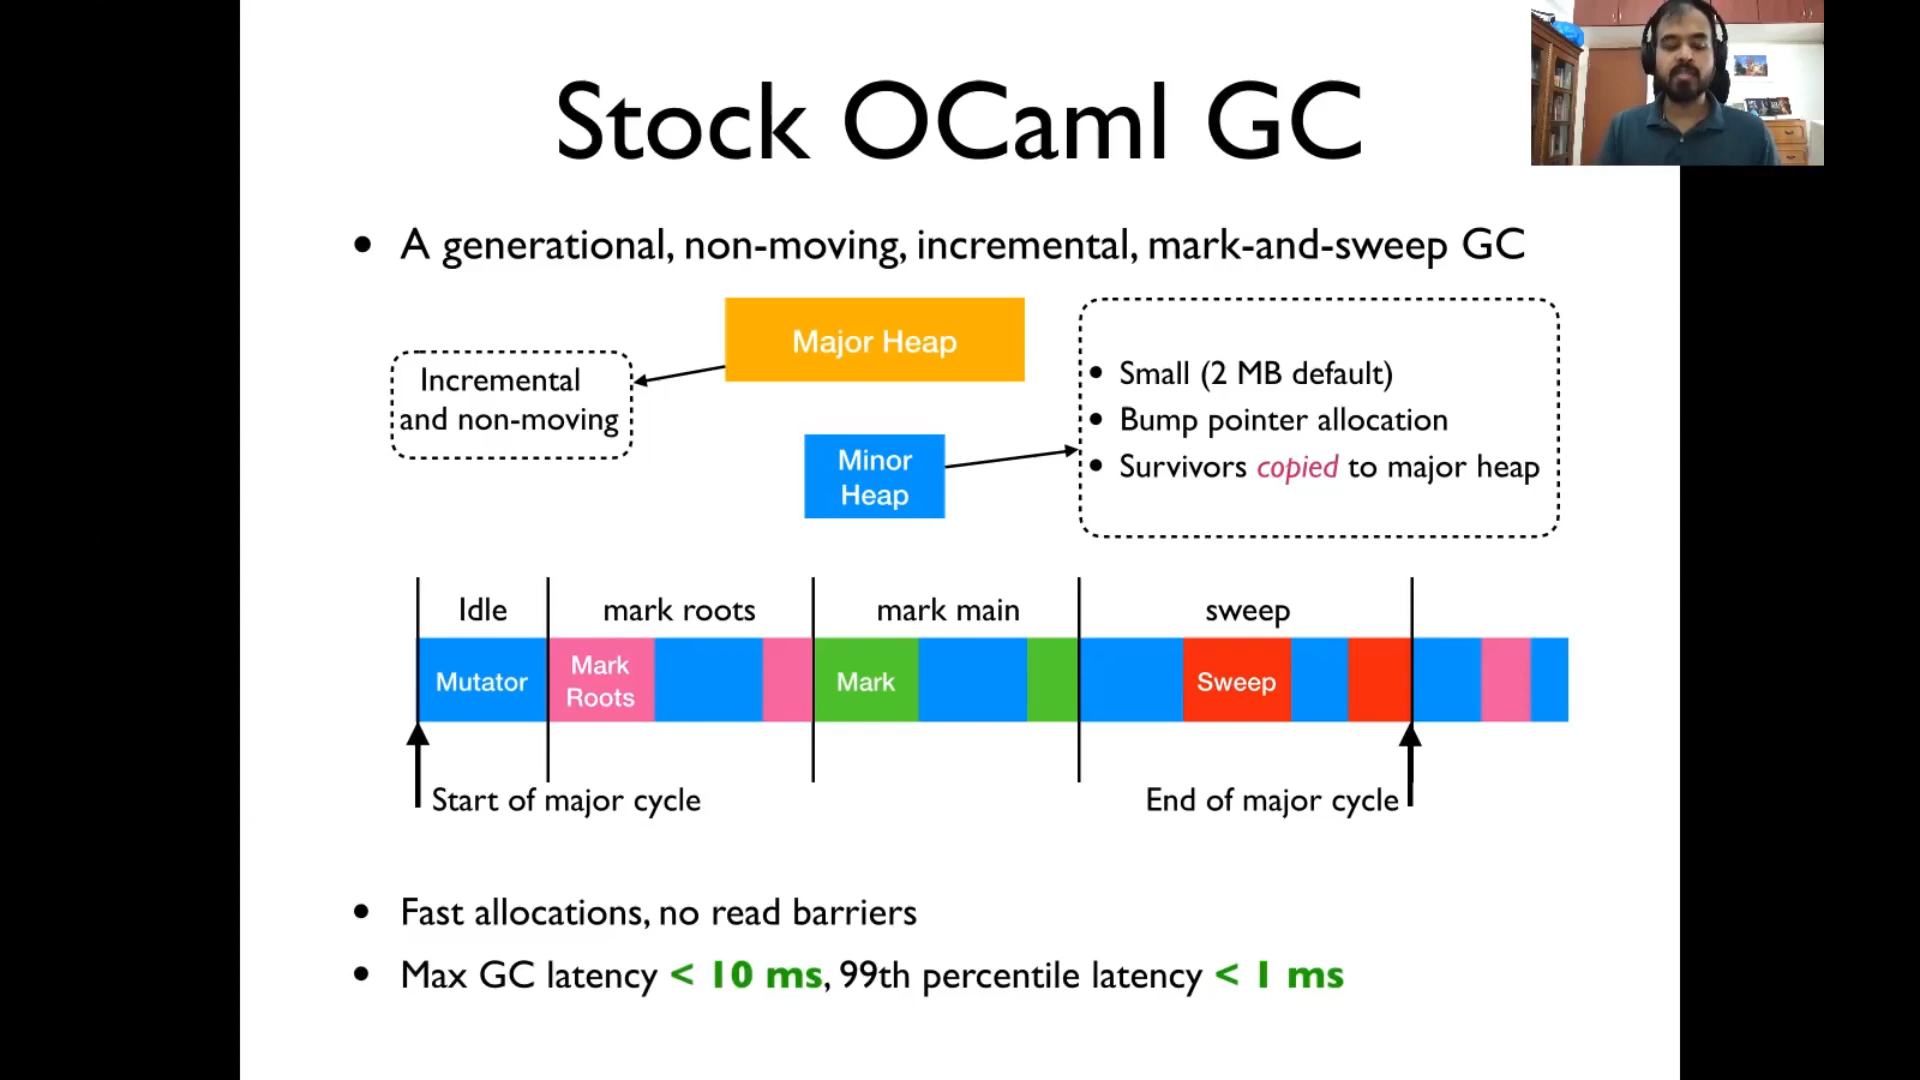 Stock OCaml GC
• A generational, non-moving, incremental, mark-and-sweep GC
Major Heap
Incremental
and non-moving
• Small (2 MB default)
• Bump pointer allocation
• Survivors copied to major heap
Minor
Heap
Idle
mark roots
mark main
sweep
Mutator
Mark
Roots
Mark
Sweep
Start of major cycle
End of major cycle
• Fast allocations, no read barriers
• Max GC latency < 10 ms, 99th percentile latency < 1 ms